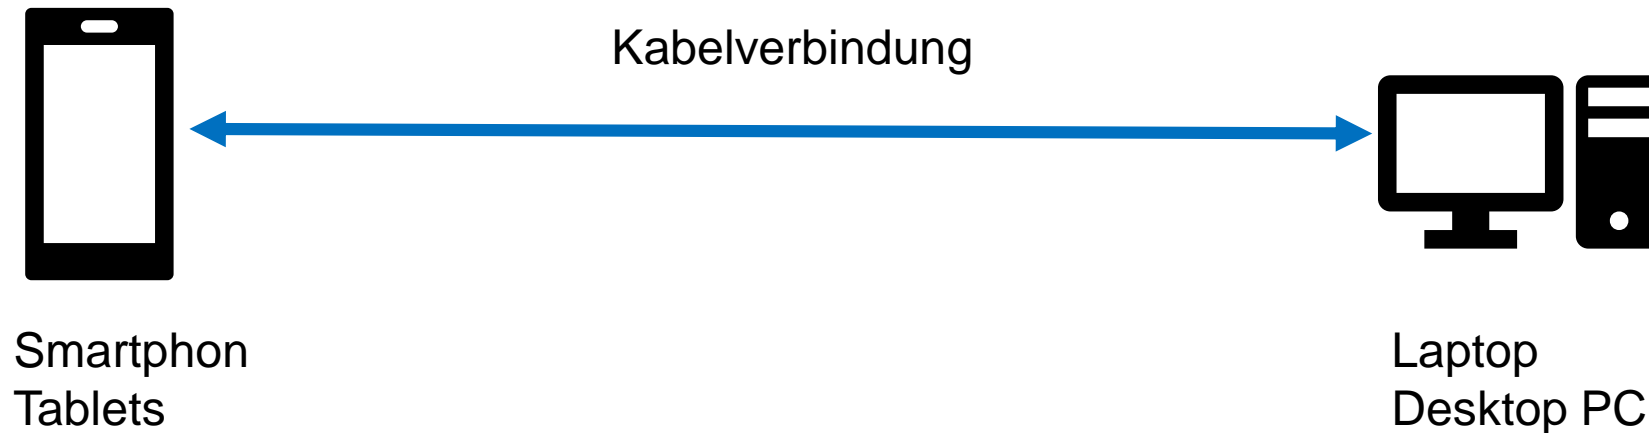 Kabelverbindung
Smartphon
Tablets
Laptop
Desktop PC